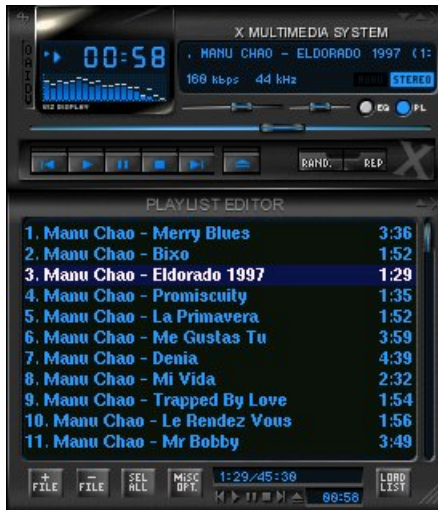 X MULTIMEDIA SYSTEM
OAIDU
00:58
. MANU CHAO - ELDORADO 1997 (1:
160 kbps 44 kHz
STEREO
VIZ DISPLAY
EQ PL
RAND. REP
X
PLAYLIST EDITOR
1. Manu Chao - Merry Blues 3:36
2. Manu Chao - Bixo 1:52
3. Manu Chao - Eldorado 1997 1:29
4. Manu Chao - Promiscuity 1:35
5. Manu Chao - La Primavera 1:52
6. Manu Chao - Me Gustas Tu 3:59
7. Manu Chao - Denia 4:39
8. Manu Chao - Mi Vida 2:32
9. Manu Chao - Trapped By Love 1:54
10. Manu Chao - Le Rendez Vous 1:56
11. Manu Chao - Mr Bobby 3:49
+ FILE
- FILE
SEL ALL
MISC OPT.
1:29/45:30
00:58
LOAD LIST